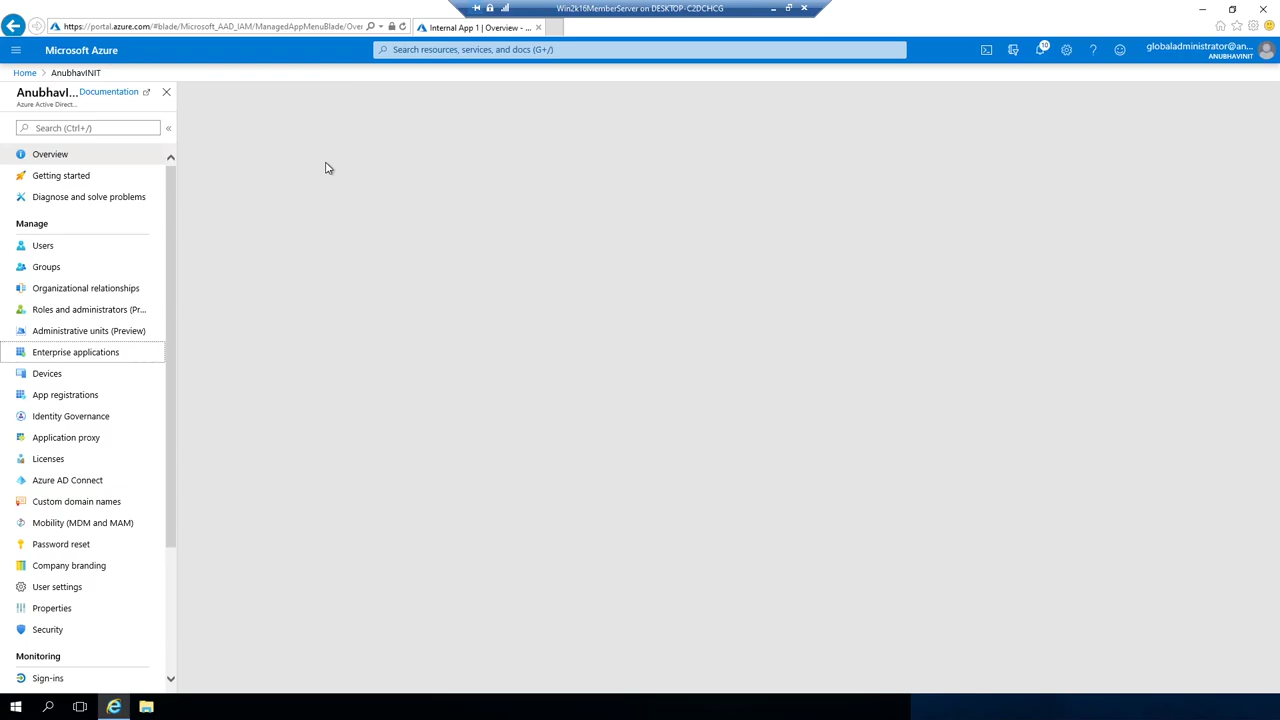 Win2k16MemberServer on DESKTOP-C2DCHCG
https://portal.azure.com/#blade/Microsoft_AAD_IAM/ManagedAppMenuBlade/Over
Internal App 1 | Overview - ...
Microsoft Azure
Search resources, services, and docs (G+/)
10
globaladministrator@an...
ANUBHAVINIT
Home > AnubhavINIT
AnubhavI...
Documentation
Azure Active Direct...
Search (Ctrl+/)
«
Overview
Getting started
Diagnose and solve problems
Manage
Users
Groups
Organizational relationships
Roles and administrators (Pr...
Administrative units (Preview)
Enterprise applications
Devices
App registrations
Identity Governance
Application proxy
Licenses
Azure AD Connect
Custom domain names
Mobility (MDM and MAM)
Password reset
Company branding
User settings
Properties
Security
Monitoring
Sign-ins